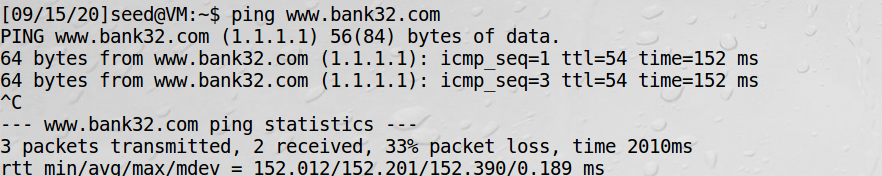 [09/15/20]seed@VM:~$ ping www.bank32.com
PING www.bank32.com (1.1.1.1) 56(84) bytes of data.
64 bytes from www.bank32.com (1.1.1.1): icmp_seq=1 ttl=54 time=152 ms
64 bytes from www.bank32.com (1.1.1.1): icmp_seq=3 ttl=54 time=152 ms
^C
--- www.bank32.com ping statistics ---
3 packets transmitted, 2 received, 33% packet loss, time 2010ms
rtt min/avg/max/mdev = 152.012/152.201/152.390/0.189 ms